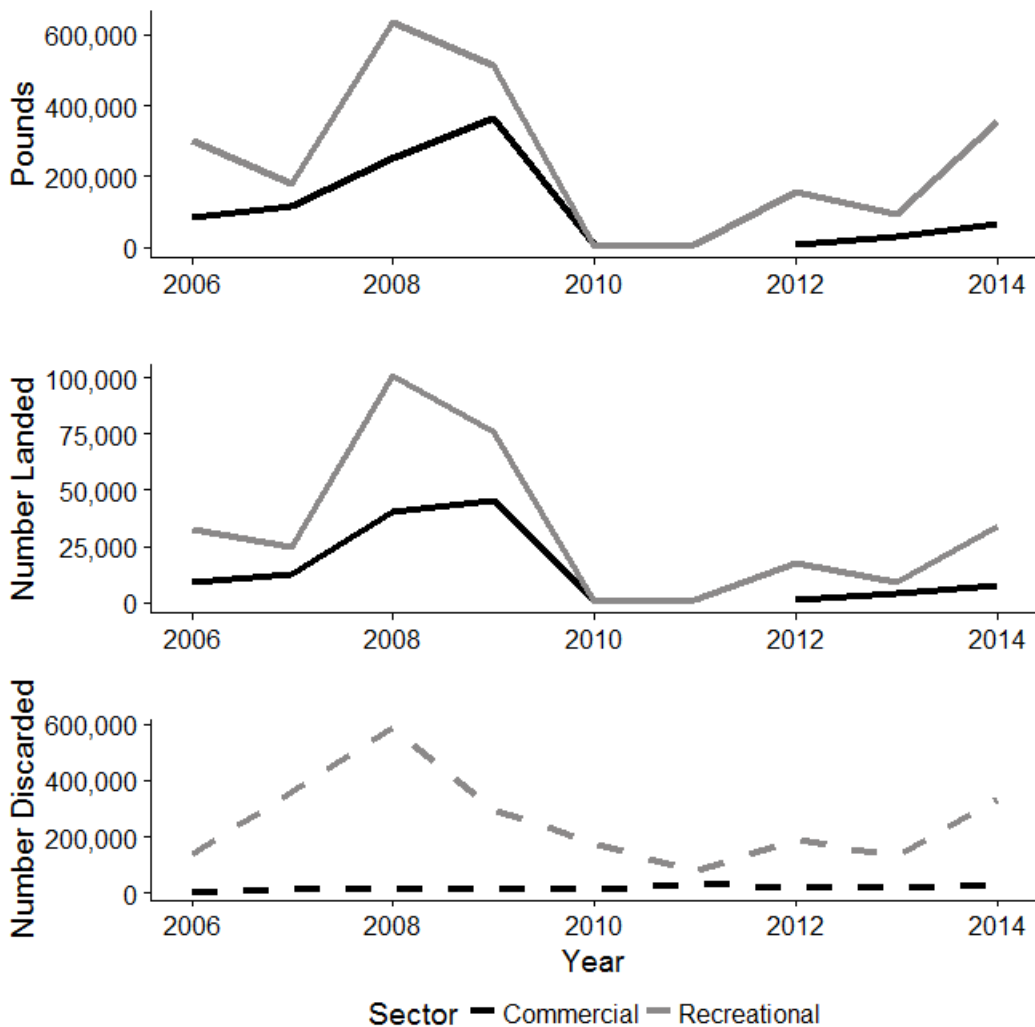 Pounds
600,000
400,000
200,000
0
2006 2008 2010 2012 2014
Number Landed
100,000
75,000
50,000
25,000
0
2006 2008 2010 2012 2014
Number Discarded
600,000
400,000
200,000
0
2006 2008 2010 2012 2014
Year
Sector Commercial Recreational